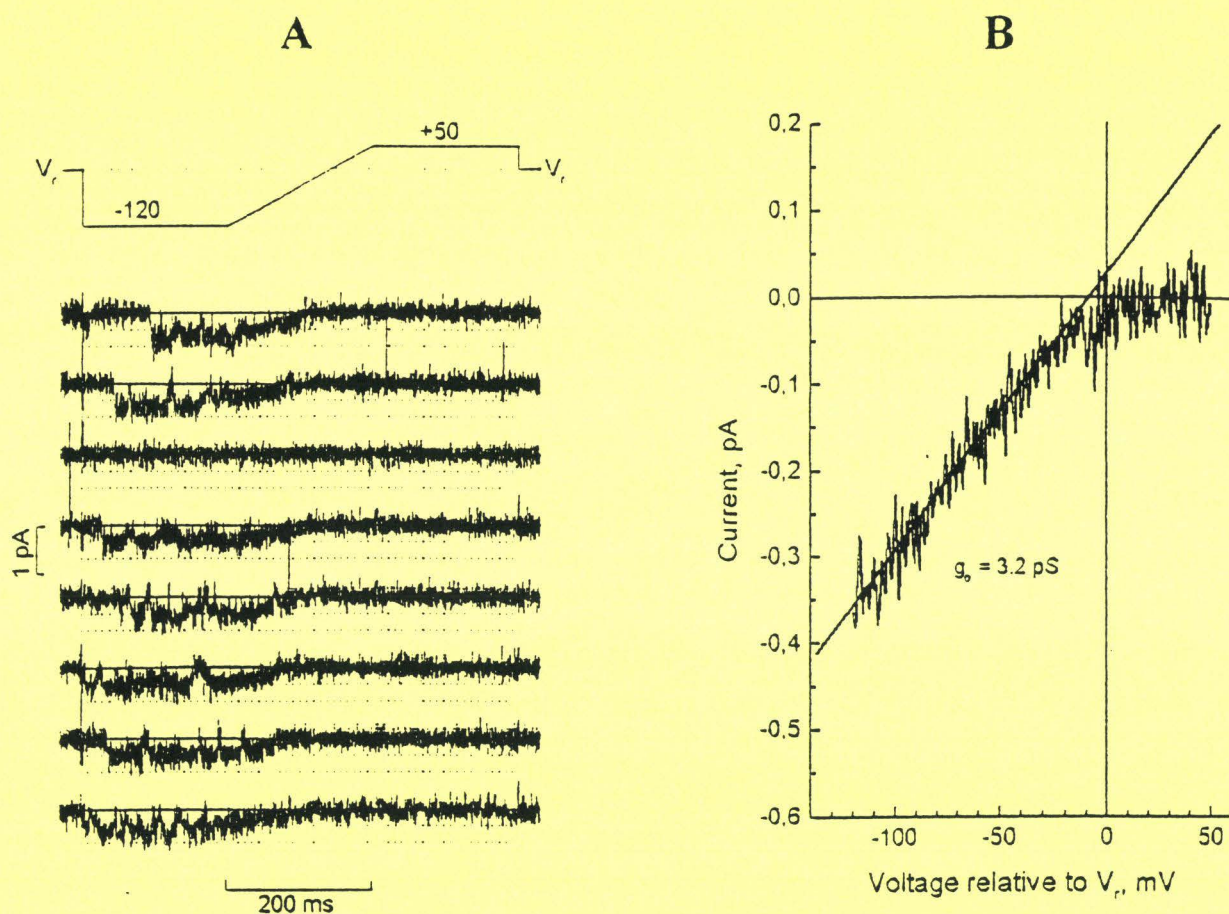 A
B
+50
V_r
V_r
-120
1 pA
200 ms
0,2
0,1
0,0
-0,1
-0,2
-0,3
-0,4
-0,5
-0,6
Current, pA
g_o = 3.2 pS
-100
-50
0
50
Voltage relative to V_r, mV